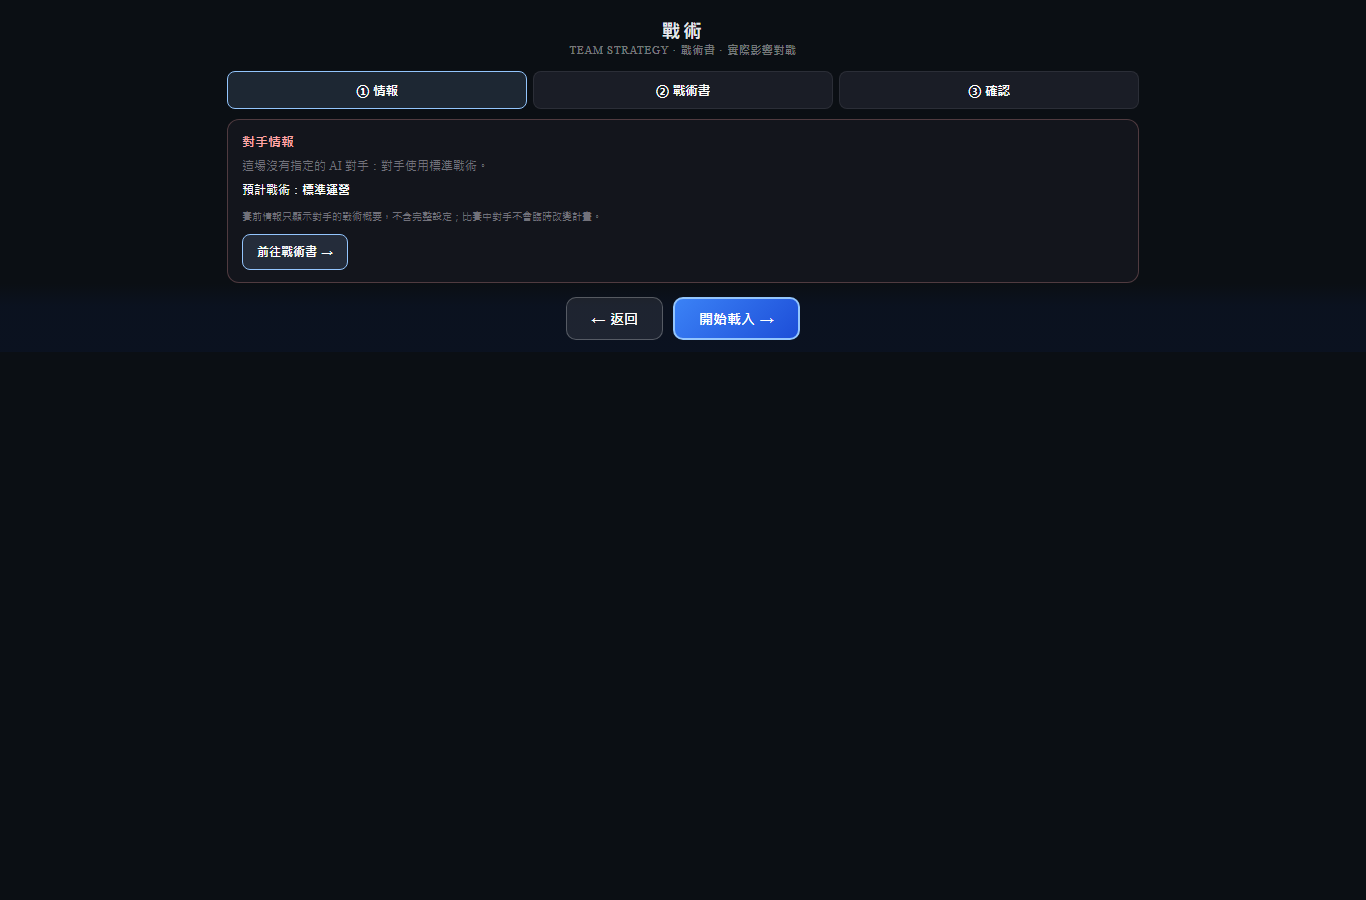 戰術
TEAM STRATEGY · 戰術書 · 實際影響對戰
① 情報
② 戰術書
③ 確認
對手情報
這場沒有指定的 AI 對手：對手使用標準戰術。
預計戰術：標準運營
賽前情報只顯示對手的戰術概要，不含完整設定；比賽中對手不會臨時改變計畫。
前往戰術書 →
← 返回
開始載入 →